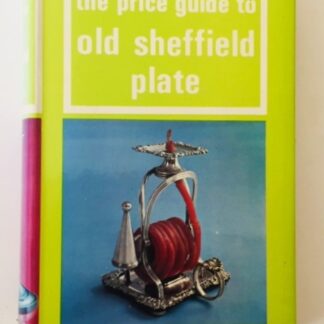 the price guide to
old sheffield
plate